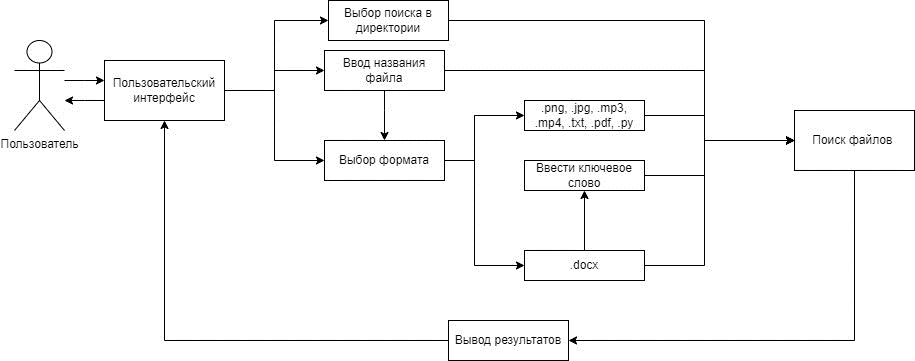 Выбор поиска в
директории
Пользовательский
интерфейс
Ввод названия
файла
.png, .jpg, .mp3,
.mp4, .txt, .pdf, .py
Пользователь
Выбор формата
Поиск файлов
Ввести ключевое
слово
.docx
Вывод результатов